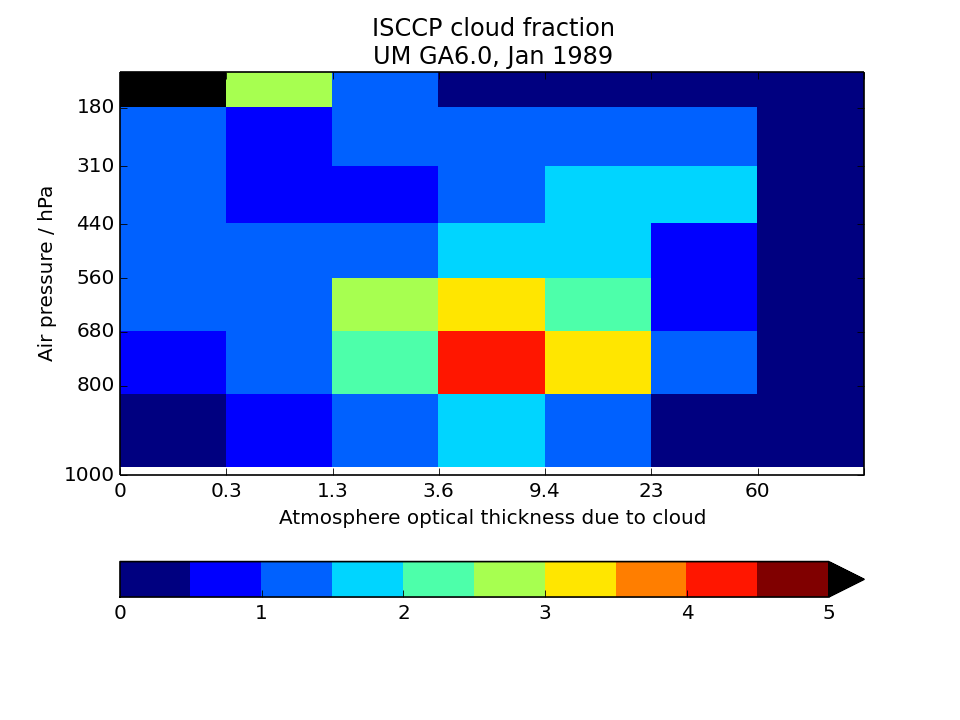 ISCCP cloud fraction
UM GA6.0, Jan 1989
Air pressure / hPa
180
310
440
560
680
800
1000
0 0.3 1.3 3.6 9.4 23 60
Atmosphere optical thickness due to cloud
0 1 2 3 4 5